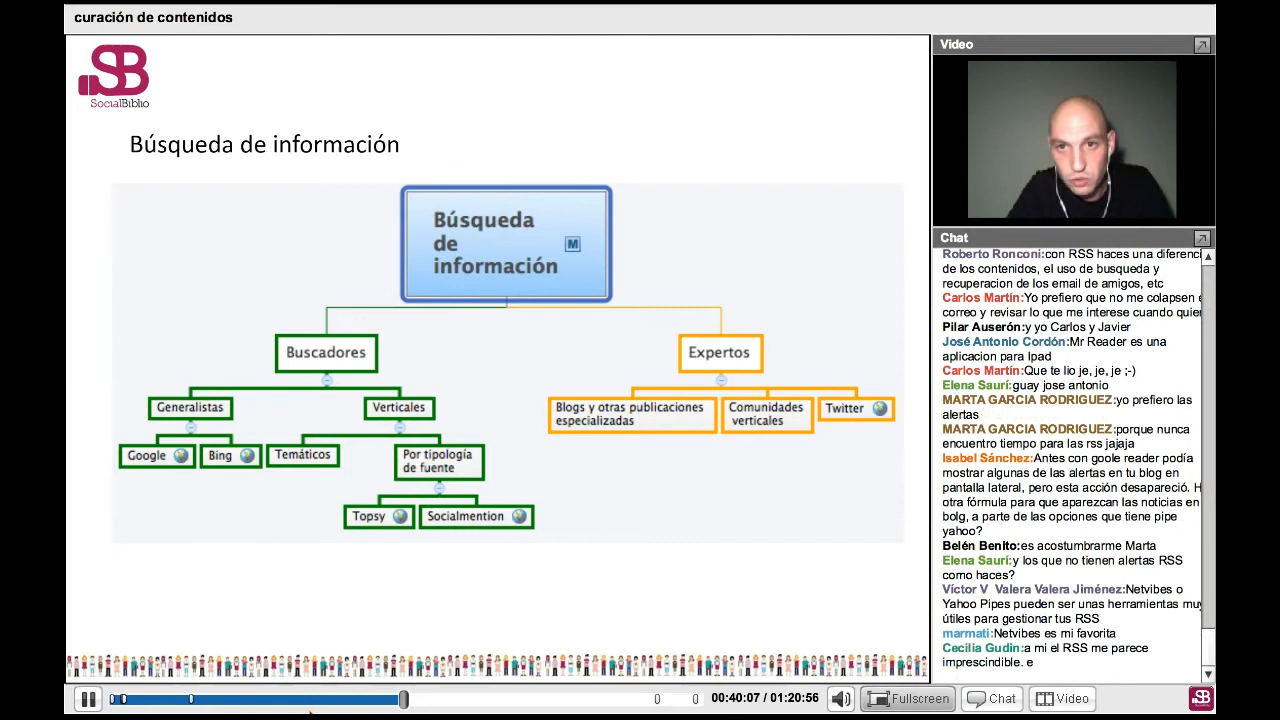 curación de contenidos
SB
SocialBiblio
Búsqueda de información
Búsqueda
de
información
M
Buscadores
Expertos
Generalistas
Verticales
Blogs y otras publicaciones
especializadas
Comunidades
verticales
Twitter
Google
Bing
Temáticos
Por tipología
de fuente
Topsy
Socialmention
Video
Chat
Roberto Ronconi:con RSS haces una diferenci
de los contenidos, el uso de busqueda y
recuperacion de los email de amigos, etc
Carlos Martín:Yo prefiero que no me colapsen e
correo y revisar lo que me interese cuando quier
Pilar Auserón:y yo Carlos y Javier
José Antonio Cordón:Mr Reader es una
aplicacion para Ipad
Carlos Martín:Que te lio je, je, je ;-)
Elena Saurí:guay jose antonio
MARTA GARCIA RODRIGUEZ:yo prefiero las
alertas
MARTA GARCIA RODRIGUEZ:porque nunca
encuentro tiempo para las rss jajaja
Isabel Sánchez:Antes con goole reader podía
mostrar algunas de las alertas en tu blog en
pantalla lateral, pero esta acción desapareció. H
otra fórmula para que aparezcan las noticias en
bolg, a parte de las opciones que tiene pipe
yahoo?
Belén Benito:es acostumbrarme Marta
Elena Saurí:y los que no tienen alertas RSS
como haces?
Víctor V Valera Valera Jiménez:Netvibes o
Yahoo Pipes pueden ser unas herramientas muy
útiles para gestionar tus RSS
marmati:Netvibes es mi favorita
Cecilia Gudin:a mi el RSS me parece
imprescindible. e
00:40:07 / 01:20:56
Fullscreen
Chat
Video
SB